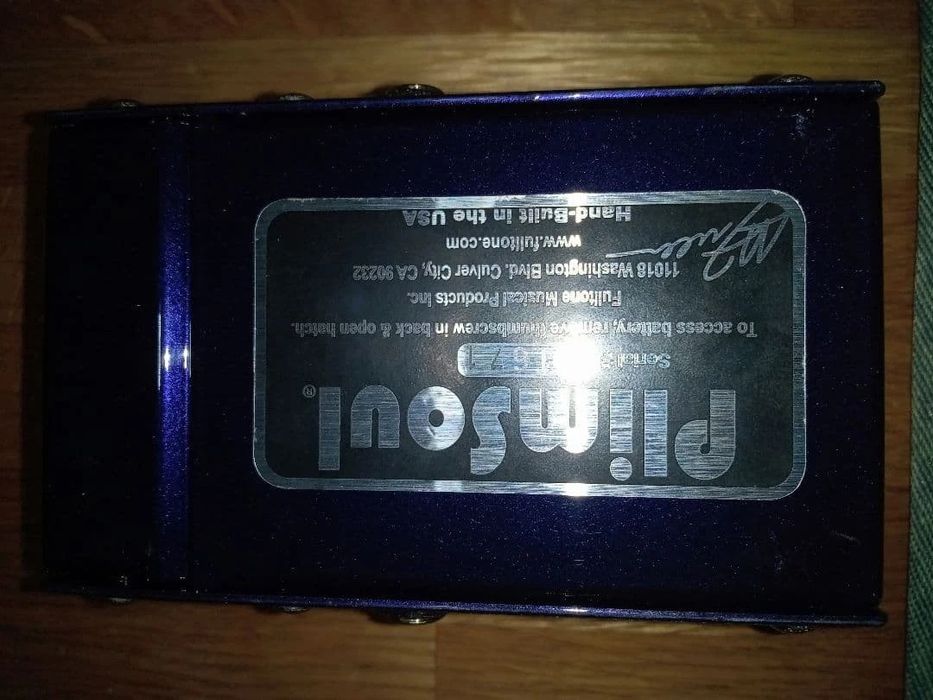 PlimSoul®
Serial
To access battery, remove thumbscrew in back & open hatch.
Fulltone Musical Products Inc.
11018 Washington Blvd. Culver City, CA 90232
www.fulltone.com
Hand-Built in the USA